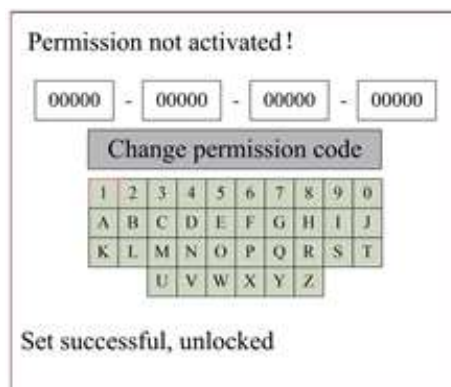 Permission not activated!
00000 - 00000 - 00000 - 00000
Change permission code
1 2 3 4 5 6 7 8 9 0
A B C D E F G H I J
K L M N O P Q R S T
U V W X Y Z
Set successful, unlocked